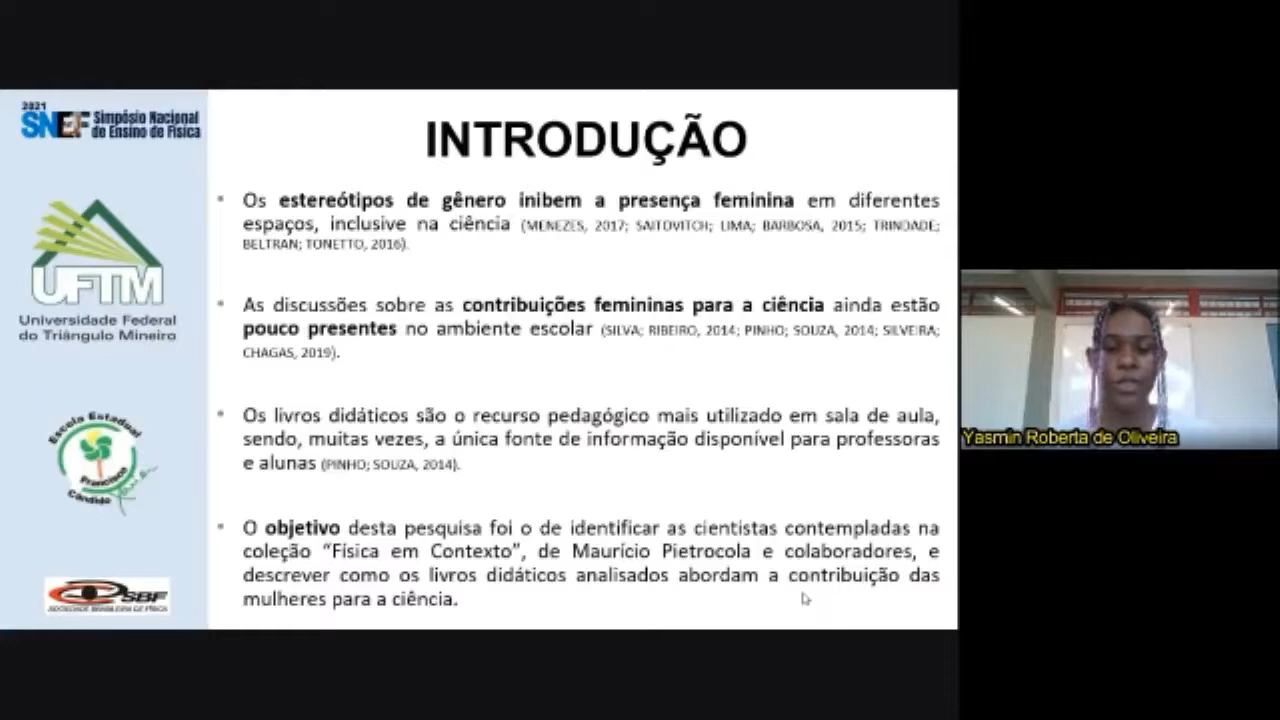 2021
SNEF Simpósio Nacional
de Ensino de Física
UFTM
Universidade Federal
do Triângulo Mineiro
Escola Estadual
Francisco
Candido
SBF
SOCIEDADE BRASILEIRA DE FÍSICA
INTRODUÇÃO
• Os estereótipos de gênero inibem a presença feminina em diferentes
espaços, inclusive na ciência (MENEZES, 2017; SAITOVITCH; LIMA; BARBOSA, 2015; TRINDADE;
BELTRAN; TONETTO, 2016).
• As discussões sobre as contribuições femininas para a ciência ainda estão
pouco presentes no ambiente escolar (SILVA; RIBEIRO, 2014; PINHO; SOUZA, 2014; SILVEIRA;
CHAGAS, 2019).
• Os livros didáticos são o recurso pedagógico mais utilizado em sala de aula,
sendo, muitas vezes, a única fonte de informação disponível para professoras
e alunas (PINHO; SOUZA, 2014).
• O objetivo desta pesquisa foi o de identificar as cientistas contempladas na
coleção “Física em Contexto”, de Maurício Pietrocola e colaboradores, e
descrever como os livros didáticos analisados abordam a contribuição das
mulheres para a ciência.
Yasmin Roberta de Oliveira